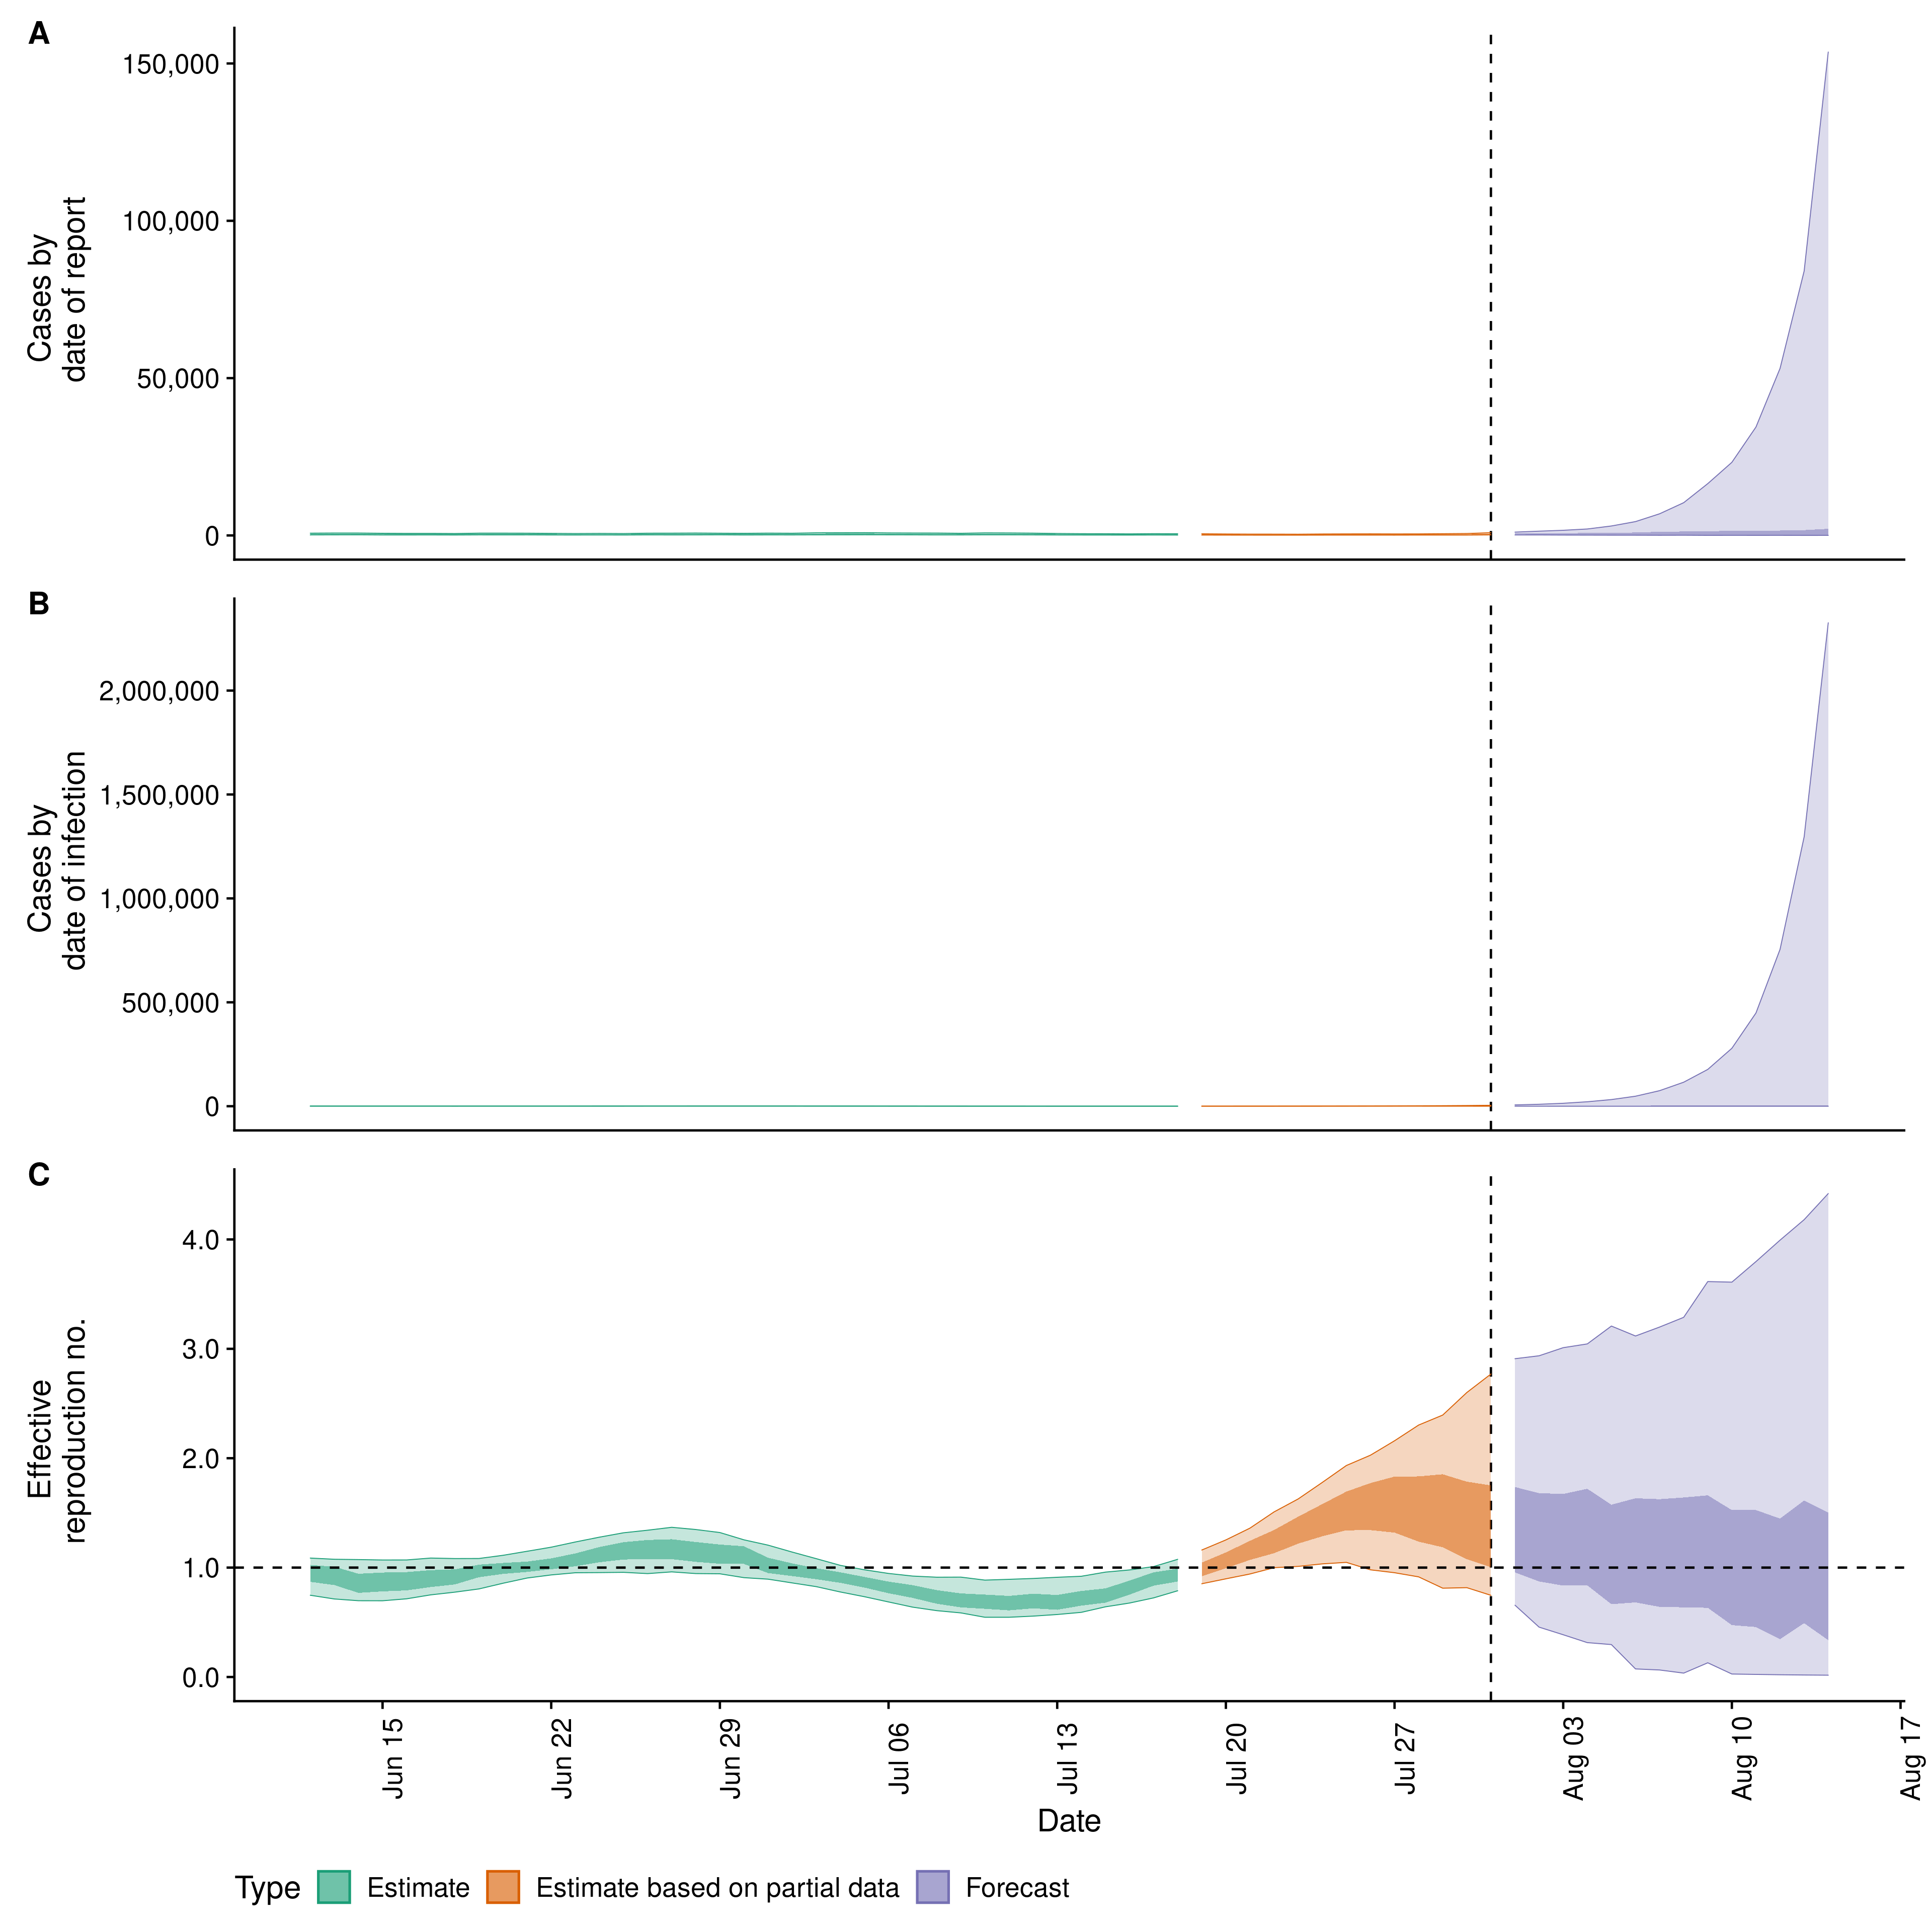 A
Cases by
date of report
150,000
100,000
50,000
0
B
Cases by
date of infection
2,000,000
1,500,000
1,000,000
500,000
0
C
Effective
reproduction no.
4.0
3.0
2.0
1.0
0.0
Jun 15
Jun 22
Jun 29
Jul 06
Jul 13
Jul 20
Jul 27
Aug 03
Aug 10
Aug 17
Date
Type Estimate Estimate based on partial data Forecast